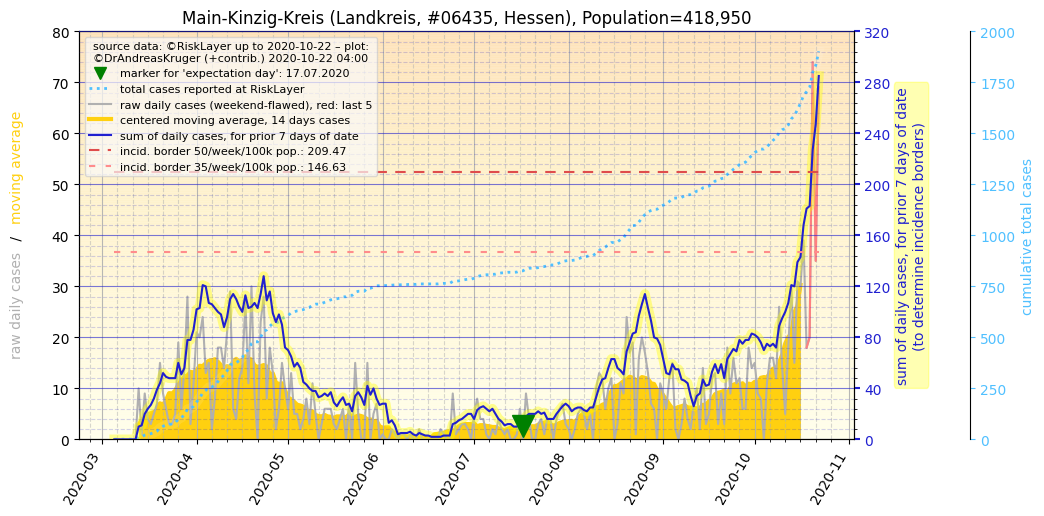 Main-Kinzig-Kreis (Landkreis, #06435, Hessen), Population=418,950
source data: ©RiskLayer up to 2020-10-22 – plot:
©DrAndreasKruger (+contrib.) 2020-10-22 04:00
marker for 'expectation day': 17.07.2020
total cases reported at RiskLayer
raw daily cases (weekend-flawed), red: last 5
centered moving average, 14 days cases
sum of daily cases, for prior 7 days of date
incid. border 50/week/100k pop.: 209.47
incid. border 35/week/100k pop.: 146.63
raw daily cases / moving average
80
70
60
50
40
30
20
10
0
320
280
240
200
160
120
80
40
0
sum of daily cases, for prior 7 days of date
(to determine incidence borders)
2000
1750
1500
1250
1000
750
500
250
0
cumulative total cases
2020-03
2020-04
2020-05
2020-06
2020-07
2020-08
2020-09
2020-10
2020-11